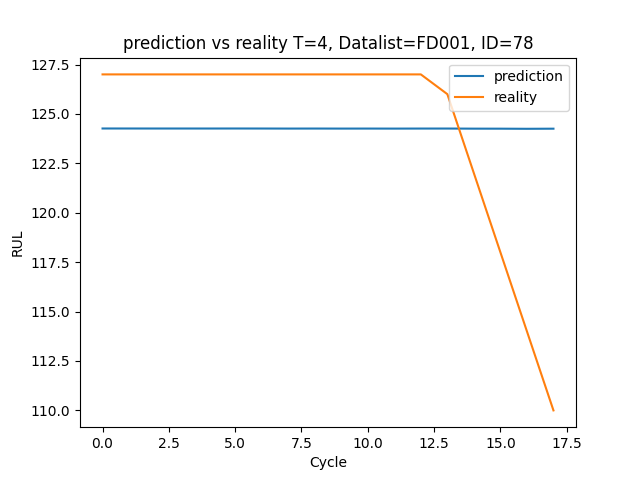 prediction vs reality T=4, Datalist=FD001, ID=78
127.5
125.0
122.5
120.0
117.5
115.0
112.5
110.0
RUL
prediction
reality
0.0 2.5 5.0 7.5 10.0 12.5 15.0 17.5
Cycle